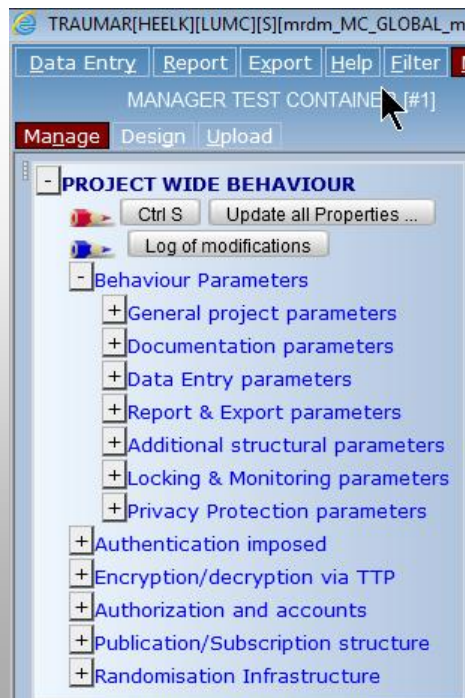 TRAUMAR[HEELK][LUMC][S][mrdm_MC_GLOBAL_m
Data Entry Report Export Help Filter
MANAGER TEST CONTAINER [#1]
Manage Design Upload
- PROJECT WIDE BEHAVIOUR
Ctrl S Update all Properties ...
Log of modifications
- Behaviour Parameters
+ General project parameters
+ Documentation parameters
+ Data Entry parameters
+ Report & Export parameters
+ Additional structural parameters
+ Locking & Monitoring parameters
+ Privacy Protection parameters
+ Authentication imposed
+ Encryption/decryption via TTP
+ Authorization and accounts
+ Publication/Subscription structure
+ Randomisation Infrastructure